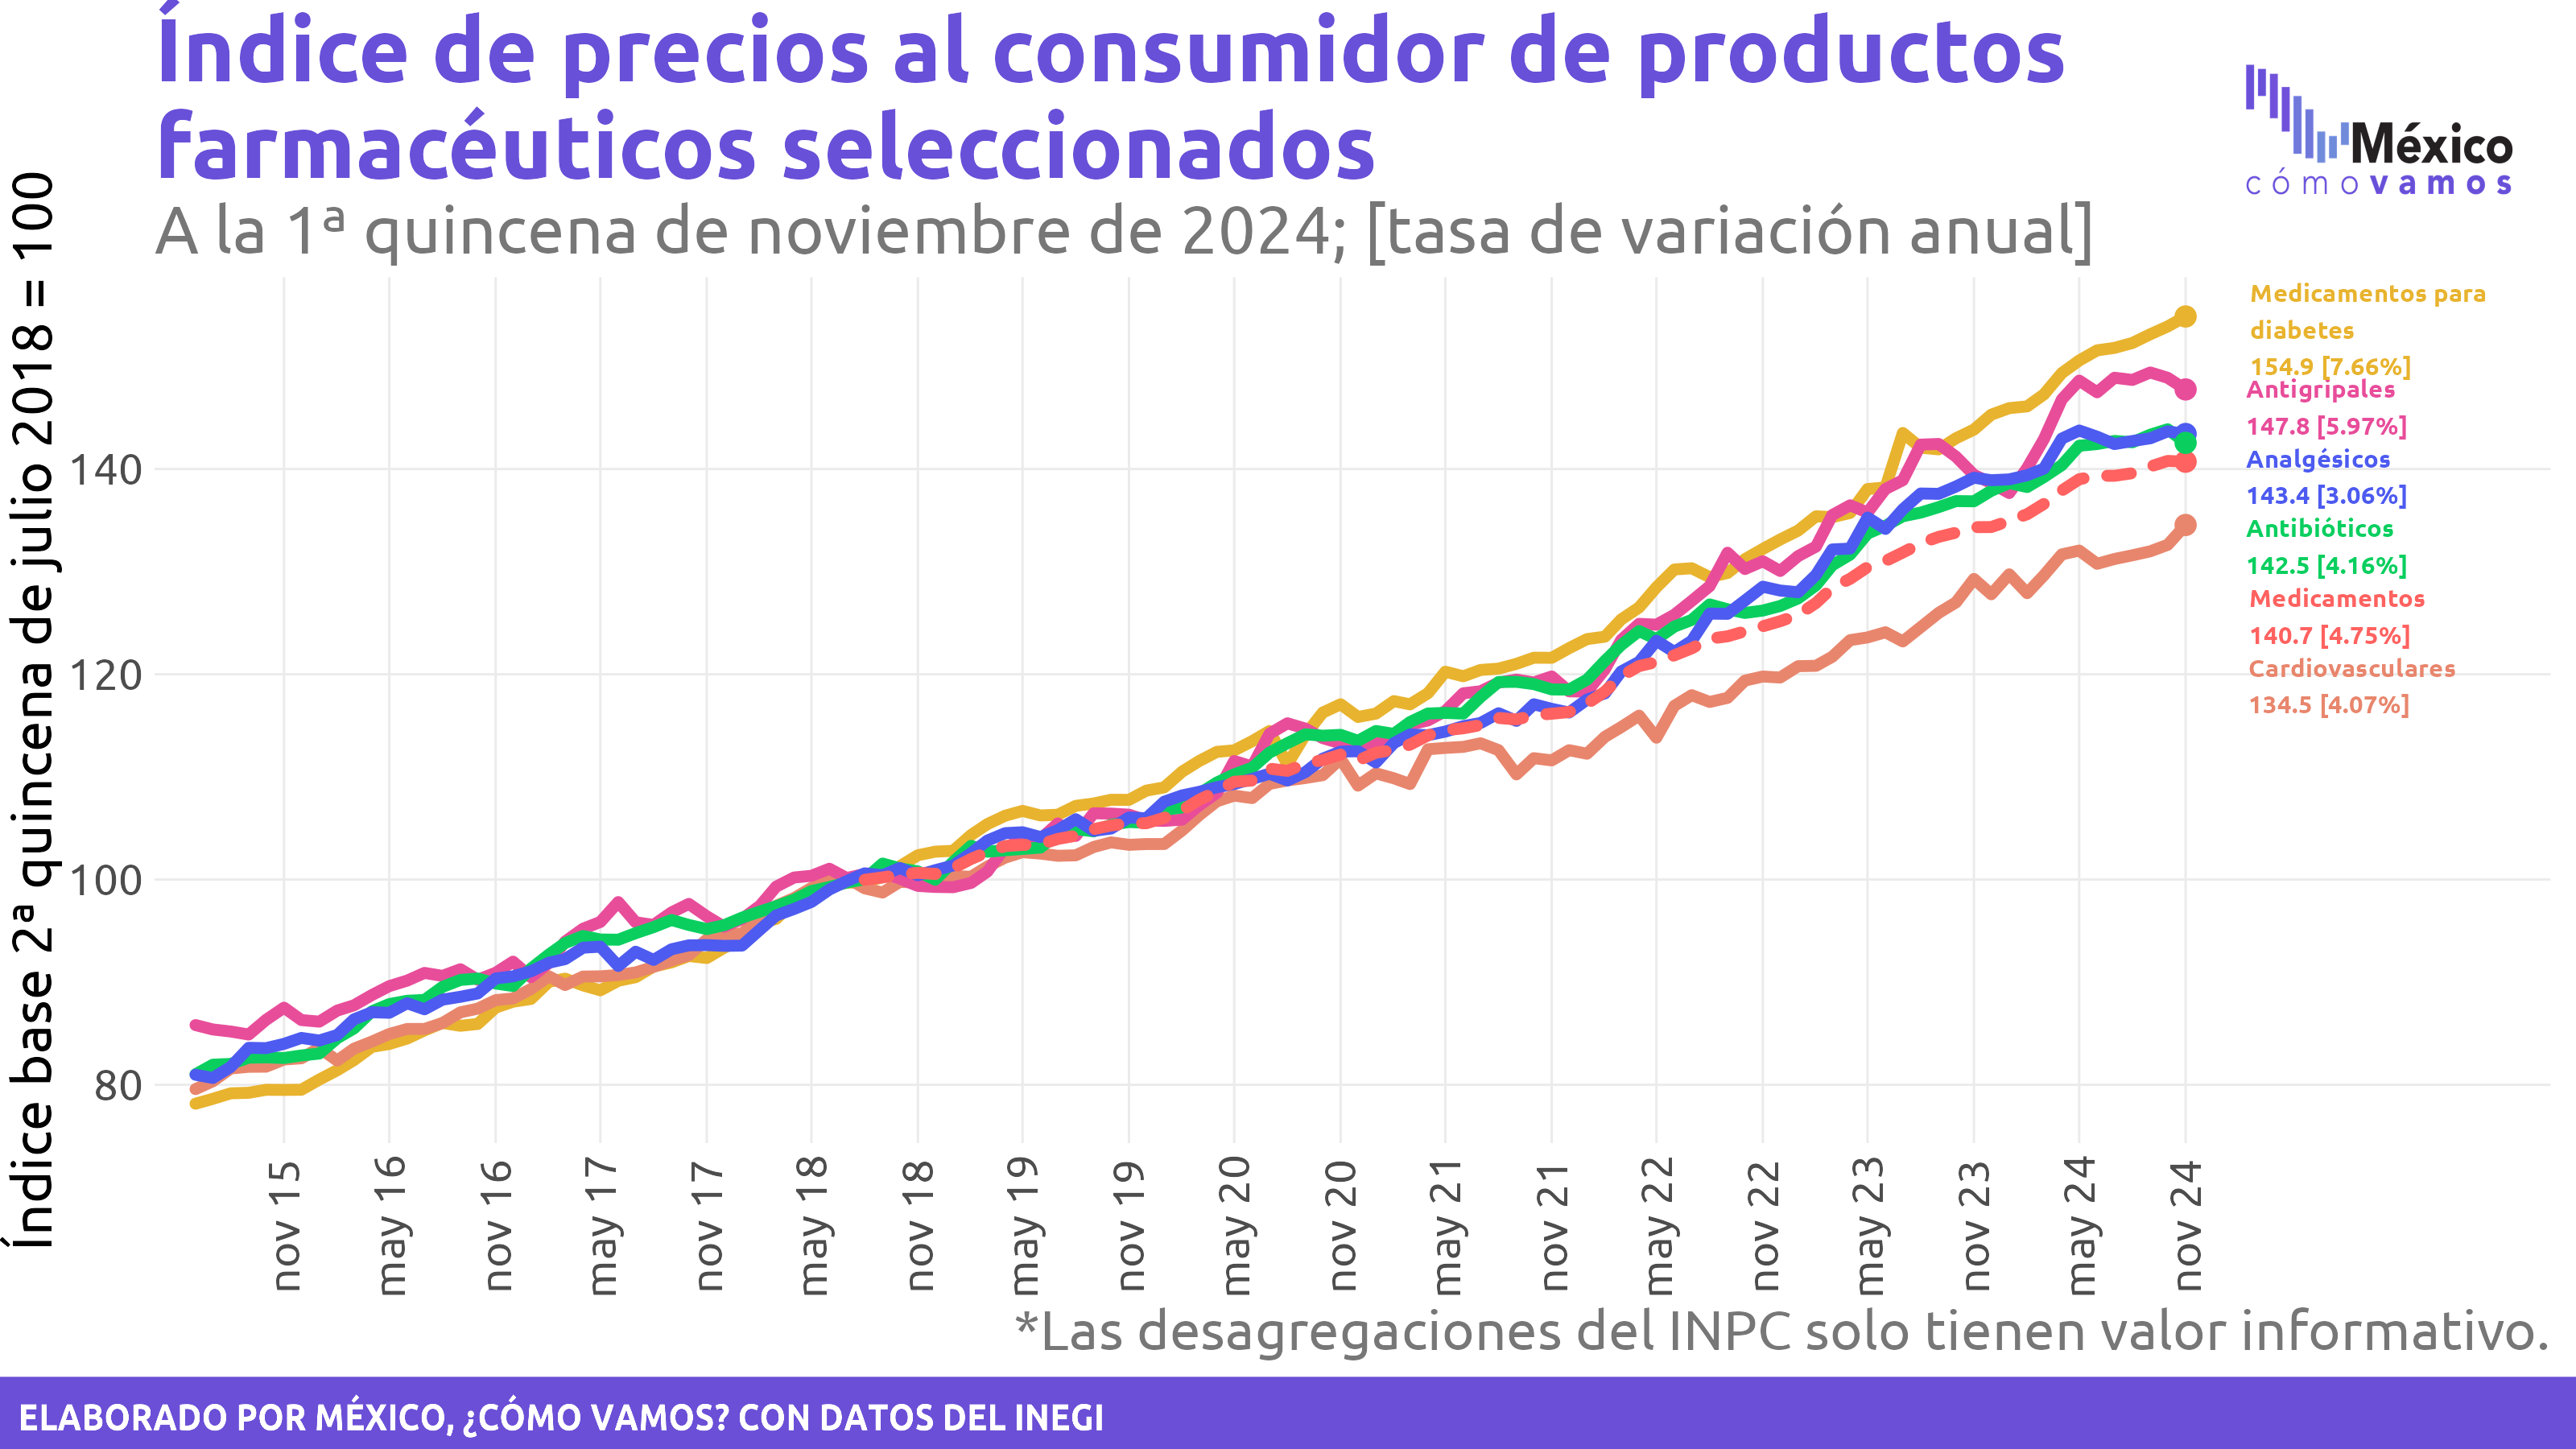 Índice de precios al consumidor de productos
farmacéuticos seleccionados
A la 1ª quincena de noviembre de 2024; [tasa de variación anual]
México
cómo vamos
Índice base 2ª quincena de julio 2018 = 100
140
120
100
80
Medicamentos para
diabetes
154.9 [7.66%]
Antigripales
147.8 [5.97%]
Analgésicos
143.4 [3.06%]
Antibióticos
142.5 [4.16%]
Medicamentos
140.7 [4.75%]
Cardiovasculares
134.5 [4.07%]
nov 15
may 16
nov 16
may 17
nov 17
may 18
nov 18
may 19
nov 19
may 20
nov 20
may 21
nov 21
may 22
nov 22
may 23
nov 23
may 24
nov 24
*Las desagregaciones del INPC solo tienen valor informativo.
ELABORADO POR MÉXICO, ¿CÓMO VAMOS? CON DATOS DEL INEGI